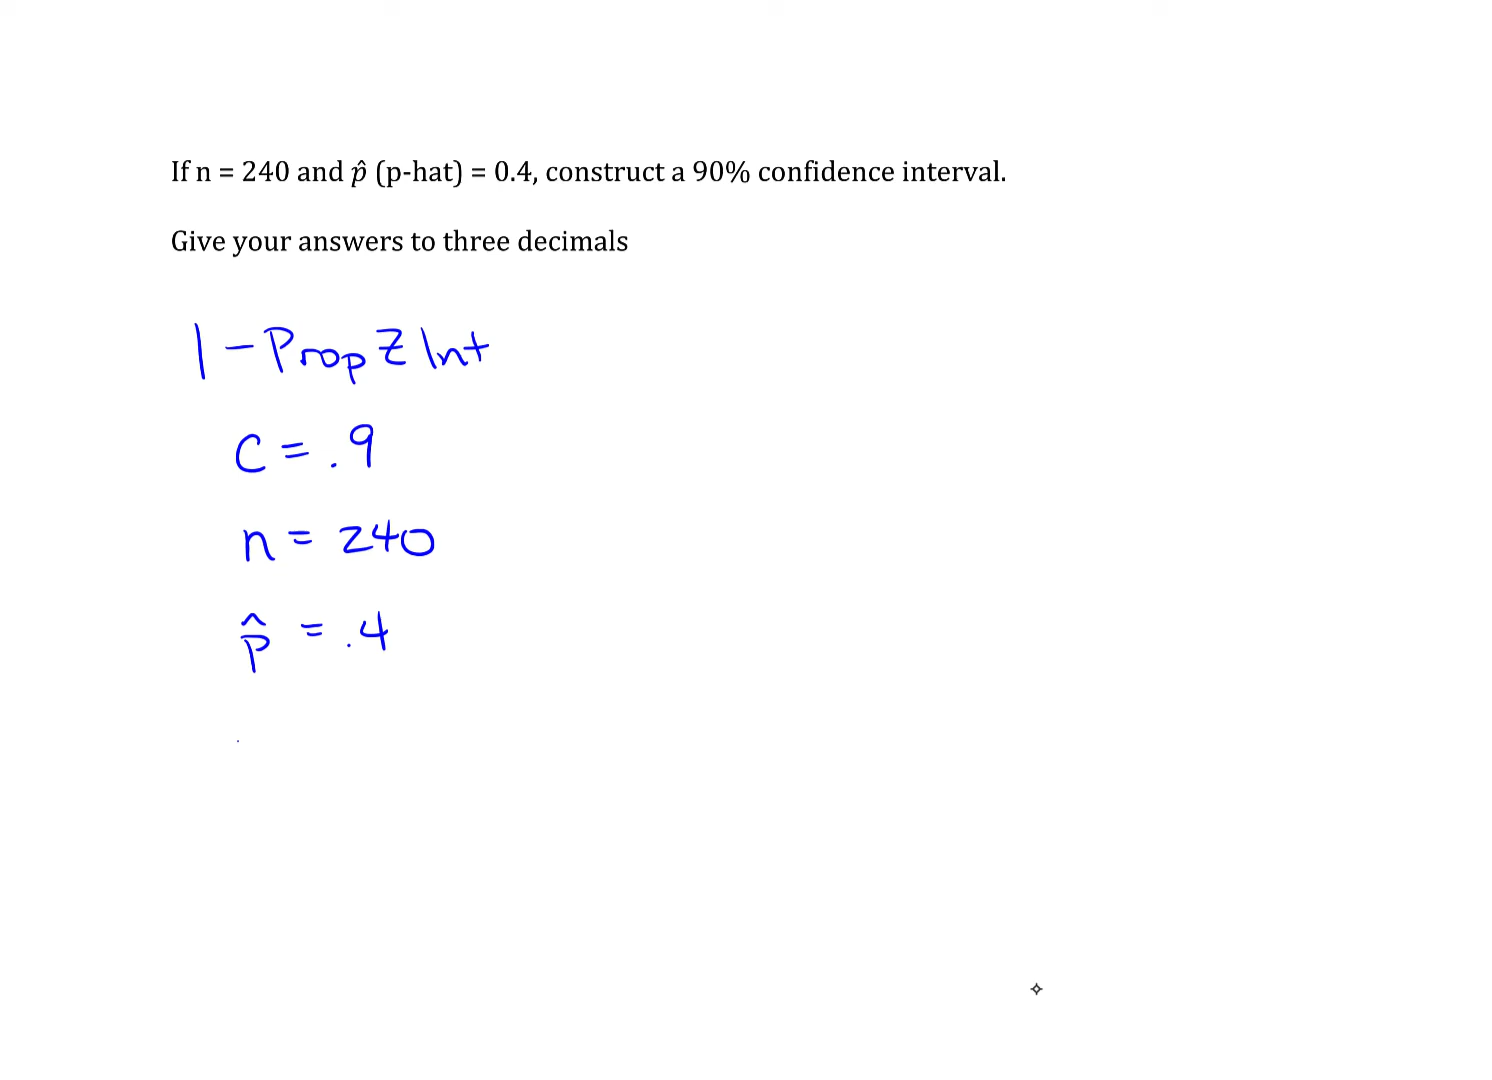 If n = 240 and p̂ (p-hat) = 0.4, construct a 90% confidence interval.
Give your answers to three decimals
1-PropZInt
C = .9
n = 240
p̂ = .4